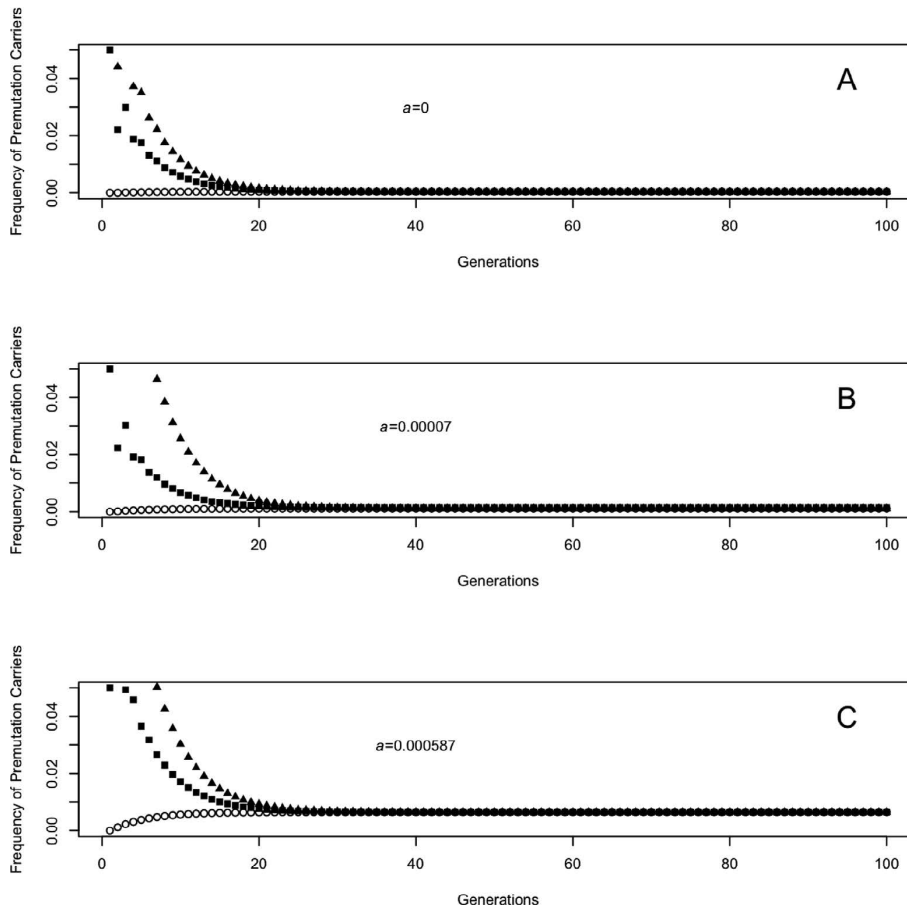 A
a=0
Frequency of Premutation Carriers
0.00 0.02 0.04
0 20 40 60 80 100
Generations
B
a=0.00007
Frequency of Premutation Carriers
0.00 0.02 0.04
0 20 40 60 80 100
Generations
C
a=0.000587
Frequency of Premutation Carriers
0.00 0.02 0.04
0 20 40 60 80 100
Generations